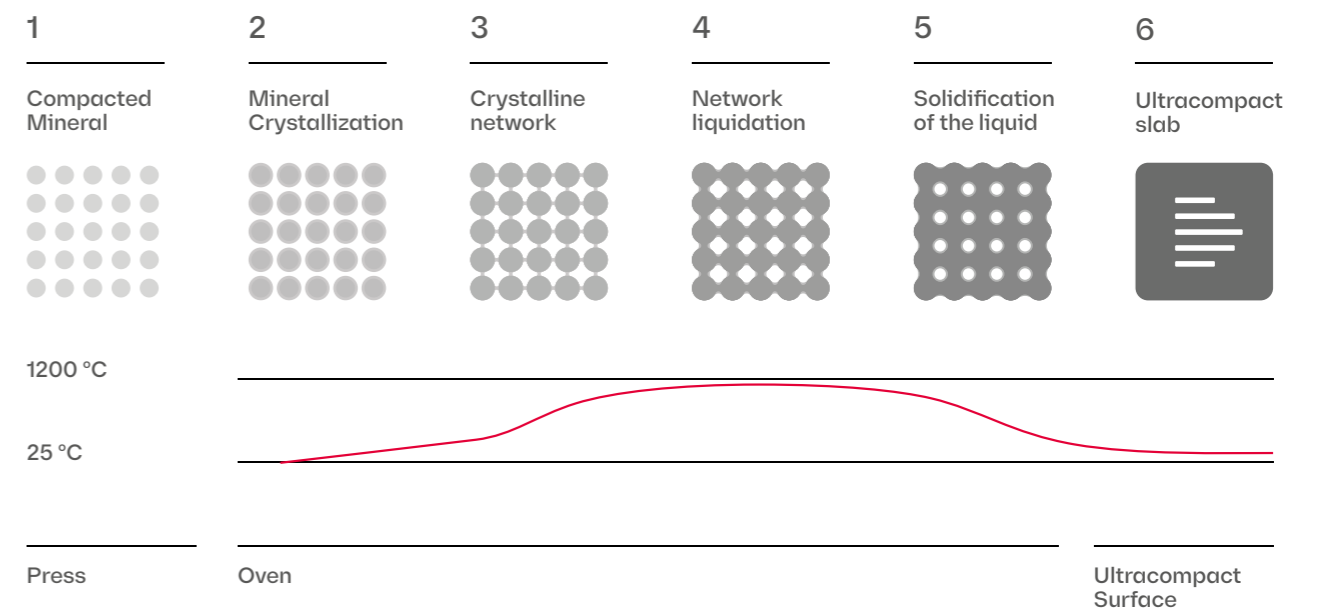 1
2
3
4
5
6
Compacted
Mineral
Mineral
Crystallization
Crystalline
network
Network
liquidation
Solidification
of the liquid
Ultracompact
slab
1200 °C
25 °C
Press
Oven
Ultracompact
Surface